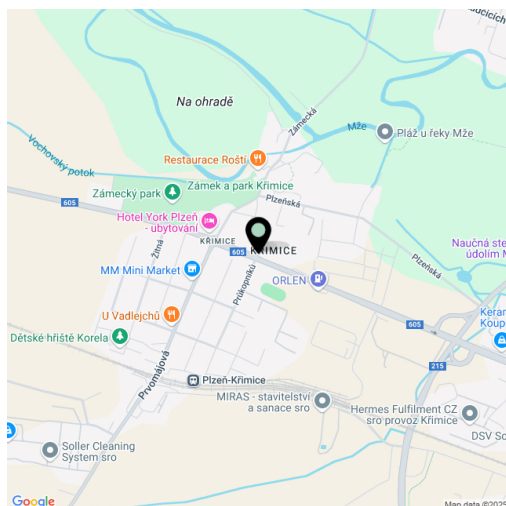 ucicích
Na ohradě
Zámecká
Mže
Pláž u řeky Mže
Vochovský potok
Restaurace Roští
605
Zámecký park
Zámek a park Křimice
Plzeňská
Hotel York Plzeň
- ubytování
KŘIMICE
605
KŘIMICE
Žitná
Naučná ste
údolím M
Plzeňská
MM Mini Market
Průkopníků
ORLEN
U Vadlejchů
605
Keran
Koup
Dětské hřiště Korela
Prvomájová
215
Plzeň-Křimice
MIRAS - stavitelství
a sanace sro
Hermes Fulfilment CZ
sro provoz Křimice
DSV So
Soller Cleaning
System sro
Google
Map data ©2025